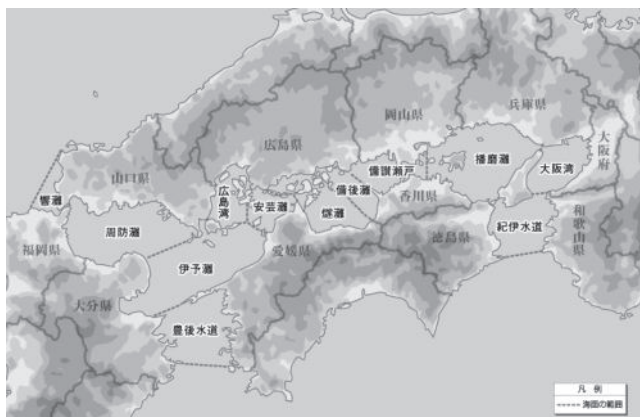 兵庫県
岡山県
広島県
大阪府
山口県
備讃瀬戸
播磨灘
大阪湾
響灘
広島湾
安芸灘
備後灘
燧灘
香川県
周防灘
福岡県
愛媛県
徳島県
紀伊水道
和歌山県
伊予灘
大分県
豊後水道
凡 例
海面の範囲